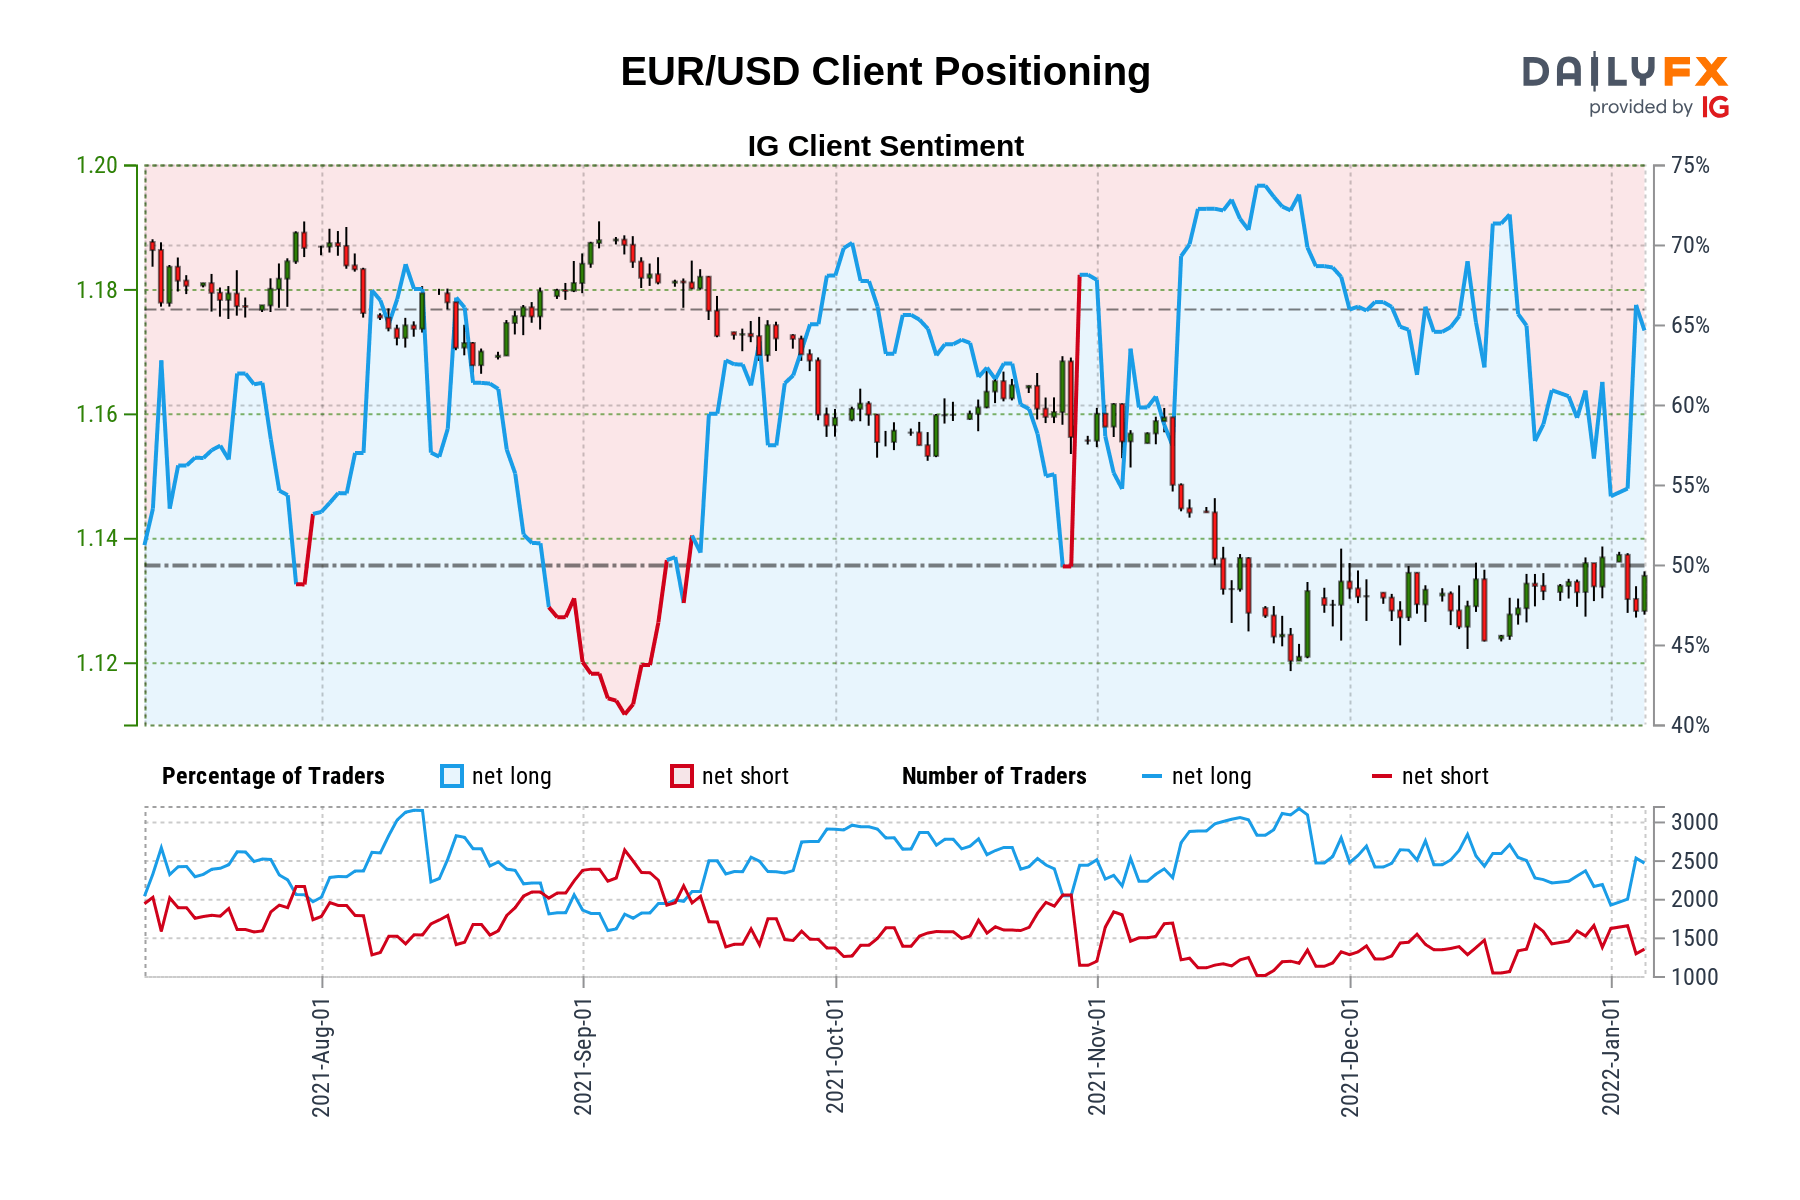 EUR/USD Client Positioning
DAILYFX
provided by IG
IG Client Sentiment
1.20
1.18
1.16
1.14
1.12
75%
70%
65%
60%
55%
50%
45%
40%
Percentage of Traders net long net short Number of Traders net long net short
3000
2500
2000
1500
1000
2021-Aug-01
2021-Sep-01
2021-Oct-01
2021-Nov-01
2021-Dec-01
2022-Jan-01